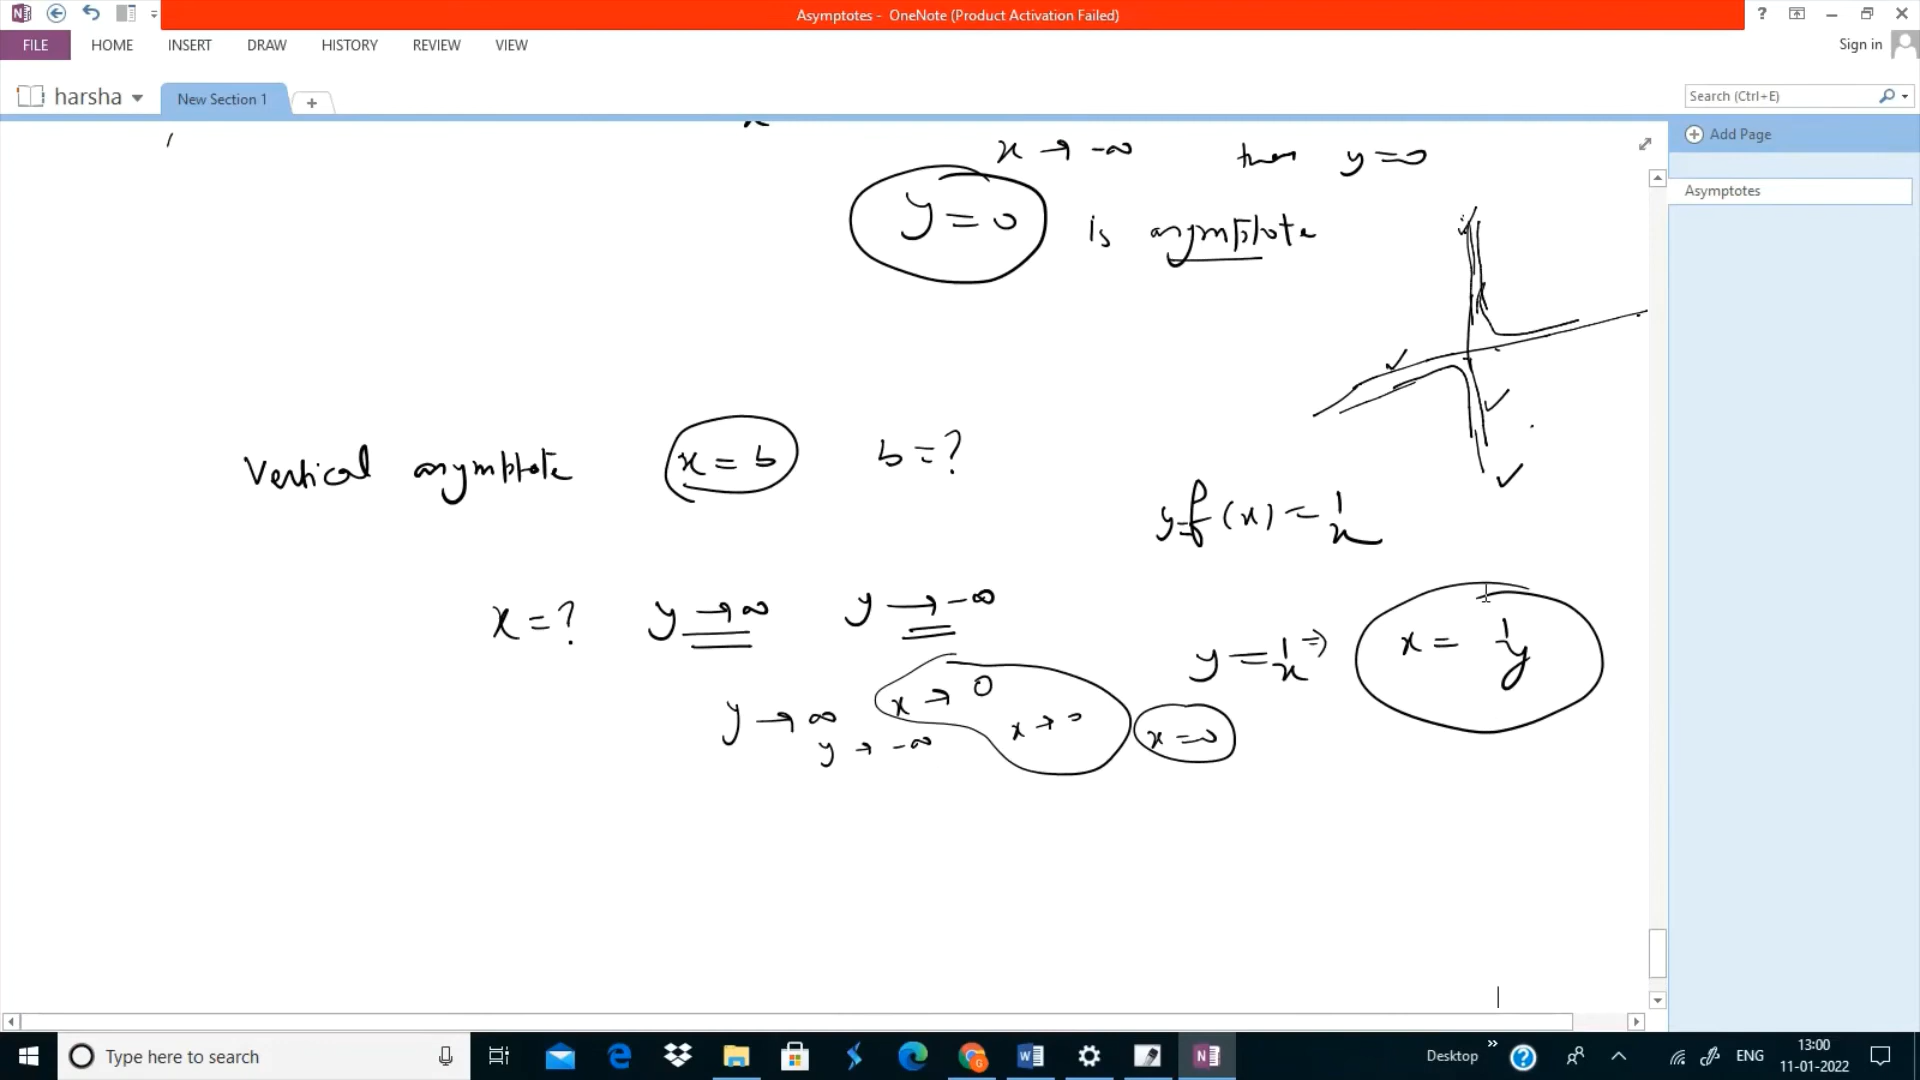 Asymptotes - OneNote (Product Activation Failed)
?
FILE HOME INSERT DRAW HISTORY REVIEW VIEW
Sign in
harsha New Section 1 +
Search (Ctrl+E)
Add Page
Asymptotes
x → -∞ then y = 0
y = 0 is asymptote
Vertical asymptote x = b b = ?
y = f(x) = 1/x
x = ? y → ∞ y → -∞
y = 1/x ⇒ x = 1/y
y → ∞ x → 0
y → -∞ x → 0 x = 0
Type here to search
Desktop » ENG 13:00
11-01-2022